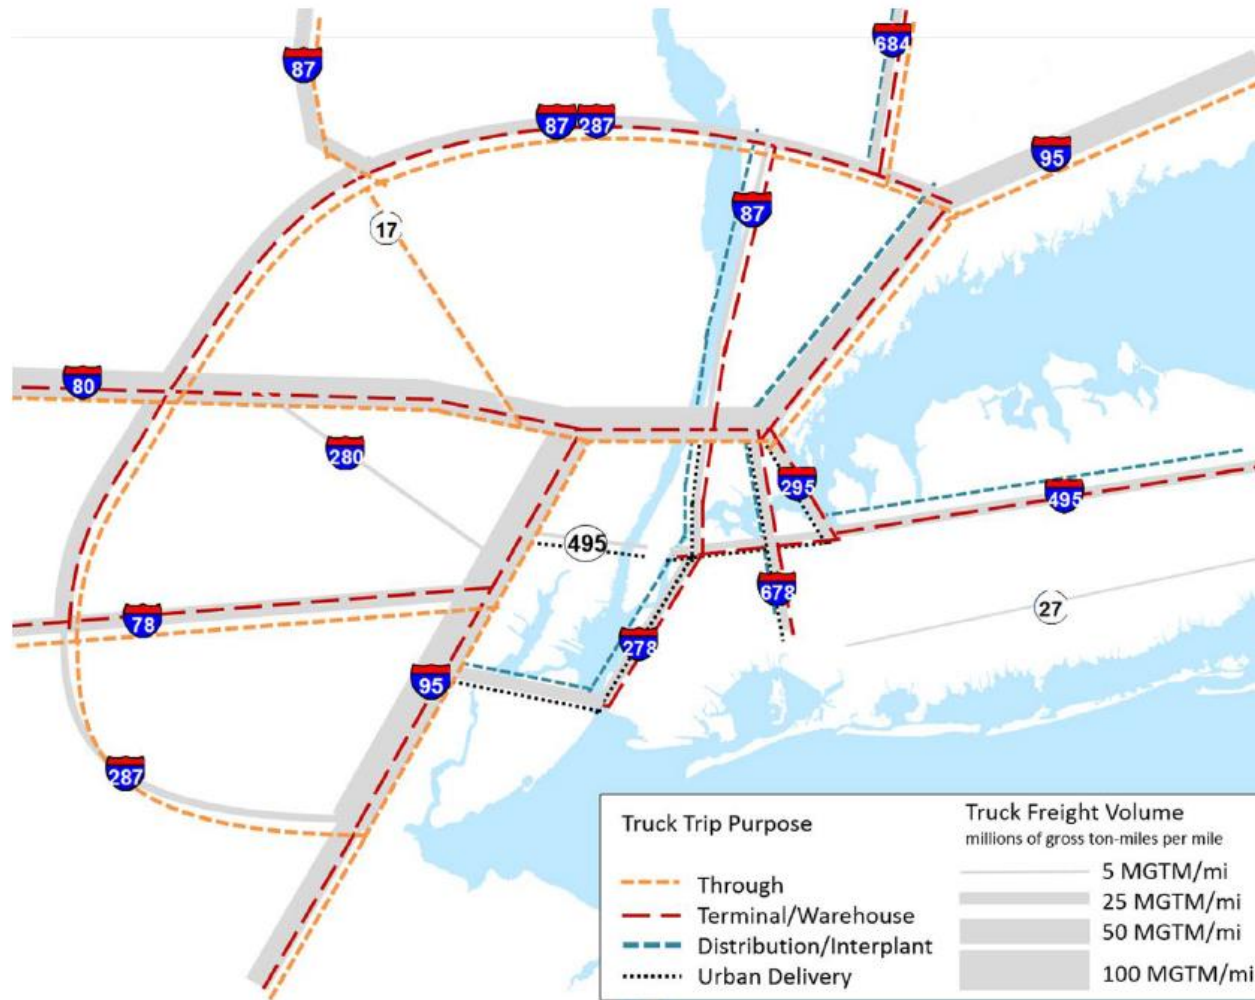 87
684
87 287
95
87
17
80
280
295
495
495
678
27
78
278
95
287
Truck Trip Purpose
Through
Terminal/Warehouse
Distribution/Interplant
Urban Delivery
Truck Freight Volume
millions of gross ton-miles per mile
5 MGTM/mi
25 MGTM/mi
50 MGTM/mi
100 MGTM/mi